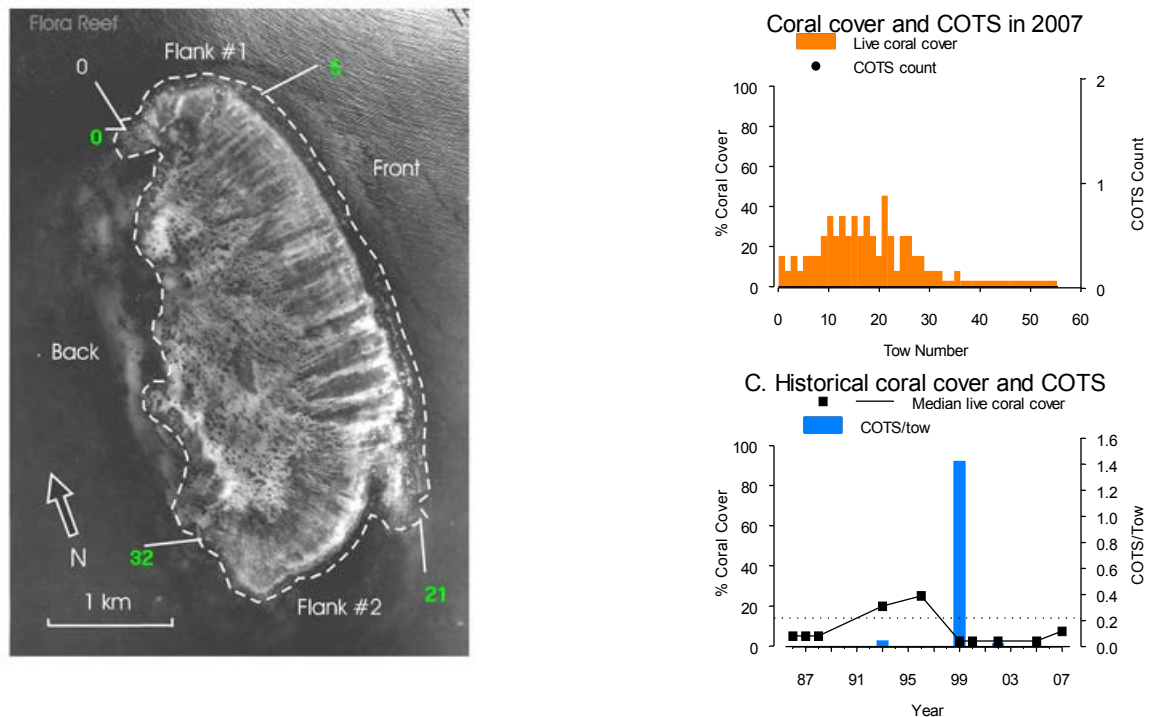 Flora Reef
Flank #1
0
6
0
Front
Back
N
32
1 km
Flank #2
21
Coral cover and COTS in 2007
Live coral cover
COTS count
100
80
60
40
20
0
% Coral Cover
2
1
0
COTS Count
0 10 20 30 40 50 60
Tow Number
C. Historical coral cover and COTS
Median live coral cover
COTS/tow
100
80
60
40
20
0
% Coral Cover
1.6
1.4
1.2
1.0
0.8
0.6
0.4
0.2
0.0
COTS/Tow
87 91 95 99 03 07
Year